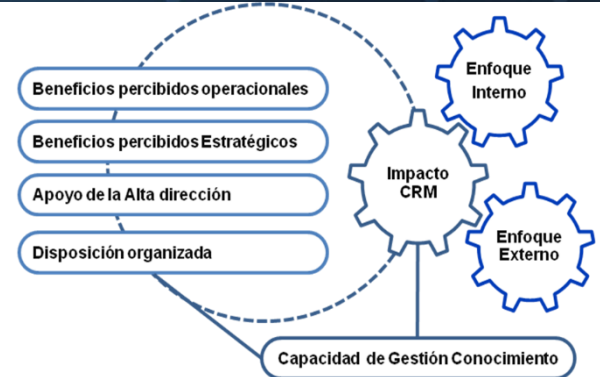 Beneficios percibidos operacionales
Beneficios percibidos Estratégicos
Apoyo de la Alta dirección
Disposición organizada
Impacto
CRM
Enfoque
Interno
Enfoque
Externo
Capacidad de Gestión Conocimiento